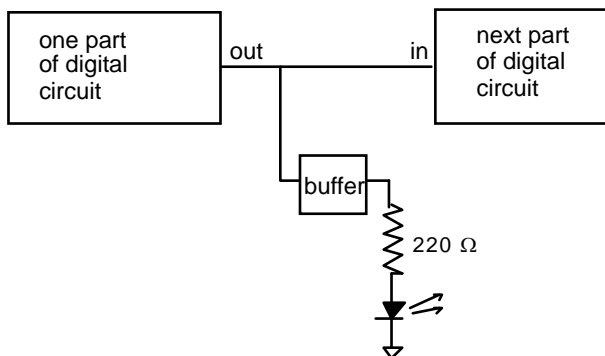 one part
of digital
circuit
out
in
next part
of digital
circuit
buffer
220 Ω